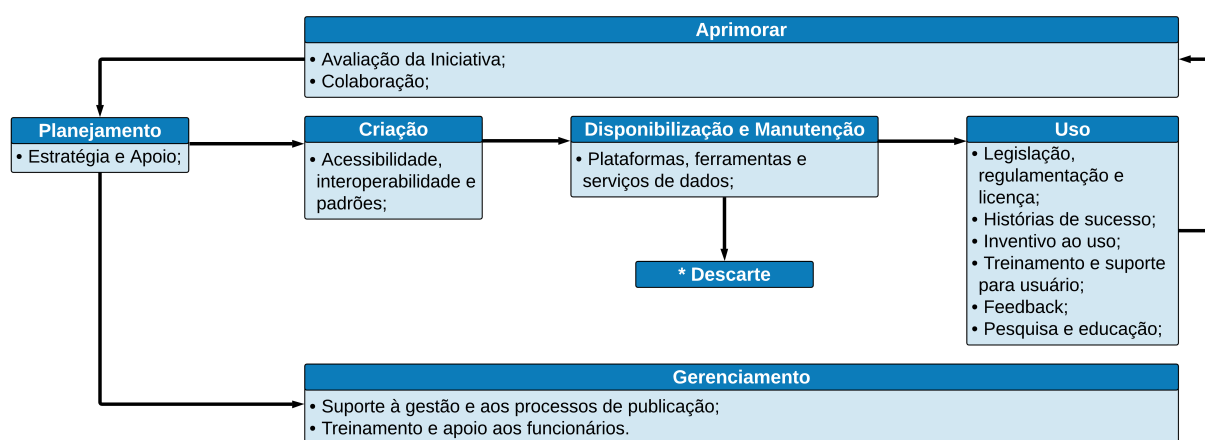 Aprimorar
• Avaliação da Iniciativa;
• Colaboração;
Planejamento
• Estratégia e Apoio;
Criação
• Acessibilidade,
interoperabilidade e
padrões;
Disponibilização e Manutenção
• Plataformas, ferramentas e
serviços de dados;
* Descarte
Uso
• Legislação,
regulamentação e
licença;
• Histórias de sucesso;
• Inventivo ao uso;
• Treinamento e suporte
para usuário;
• Feedback;
• Pesquisa e educação;
Gerenciamento
• Suporte à gestão e aos processos de publicação;
• Treinamento e apoio aos funcionários.